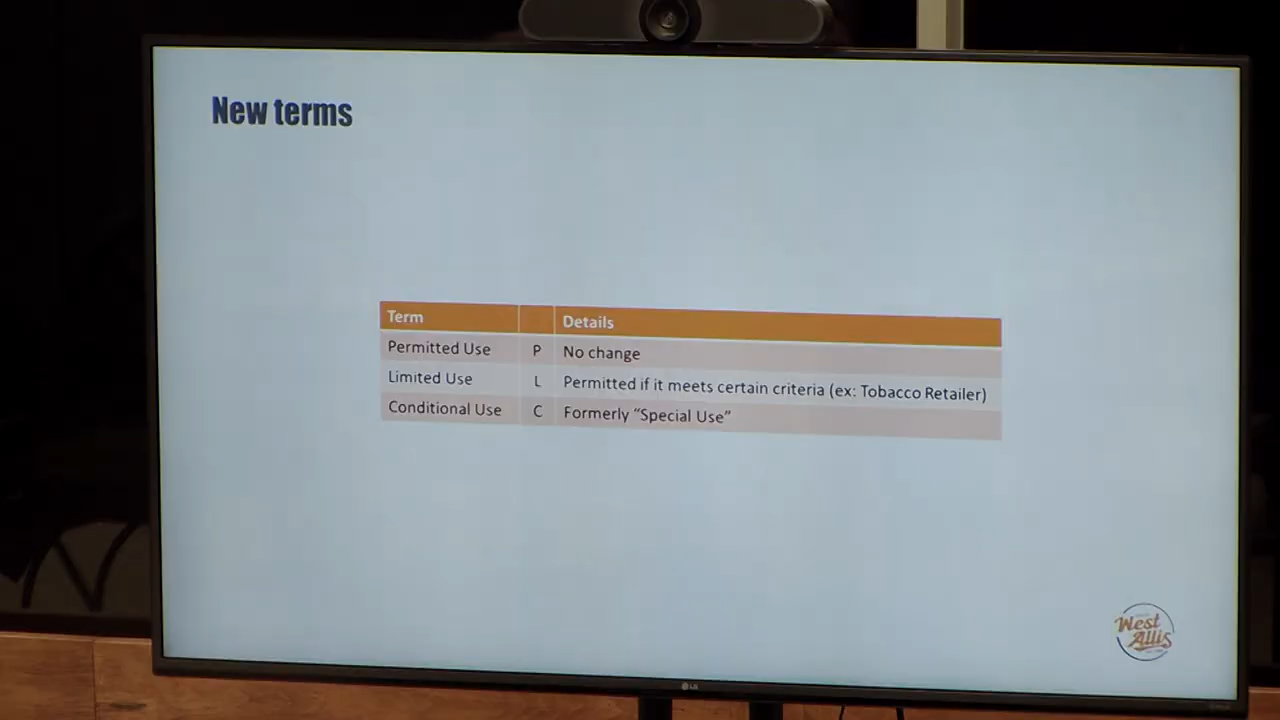 New terms
Term Details
Permitted Use P No change
Limited Use L Permitted if it meets certain criteria (ex: Tobacco Retailer)
Conditional Use C Formerly “Special Use”
West
Allis
LG